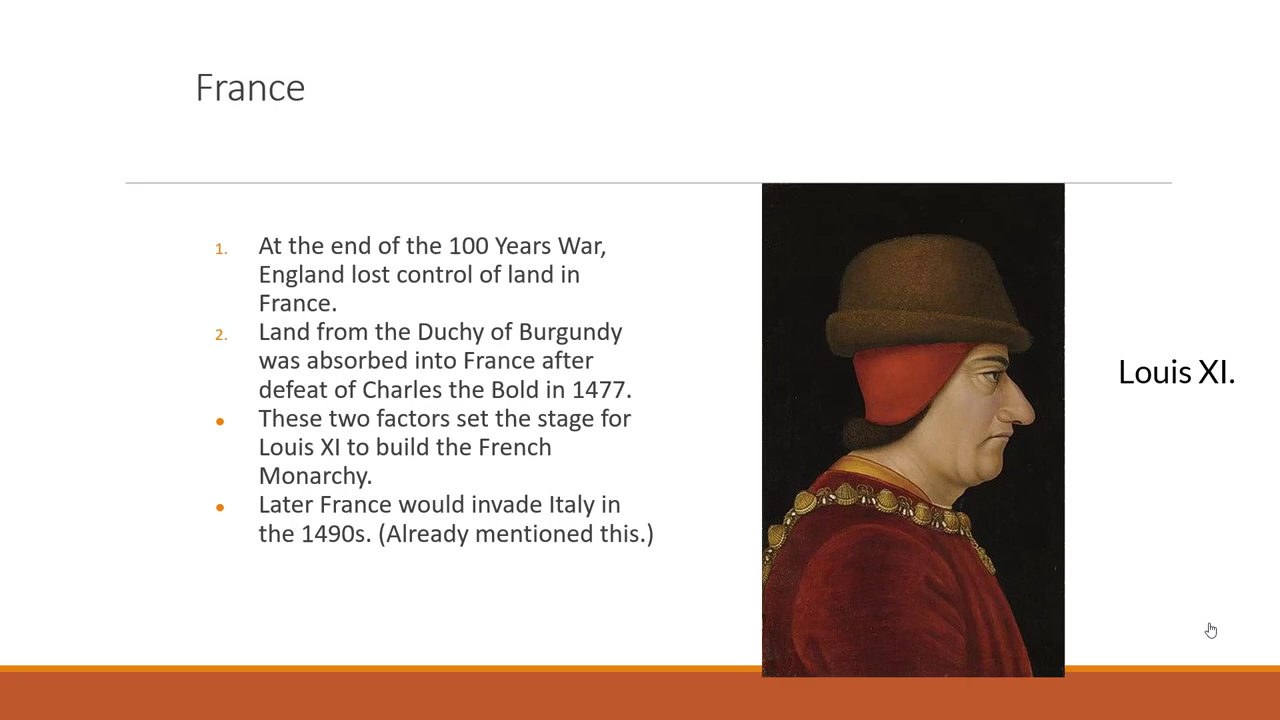 France
1. At the end of the 100 Years War,
England lost control of land in
France.
2. Land from the Duchy of Burgundy
was absorbed into France after
defeat of Charles the Bold in 1477.
• These two factors set the stage for
Louis XI to build the French
Monarchy.
• Later France would invade Italy in
the 1490s. (Already mentioned this.)
Louis XI.